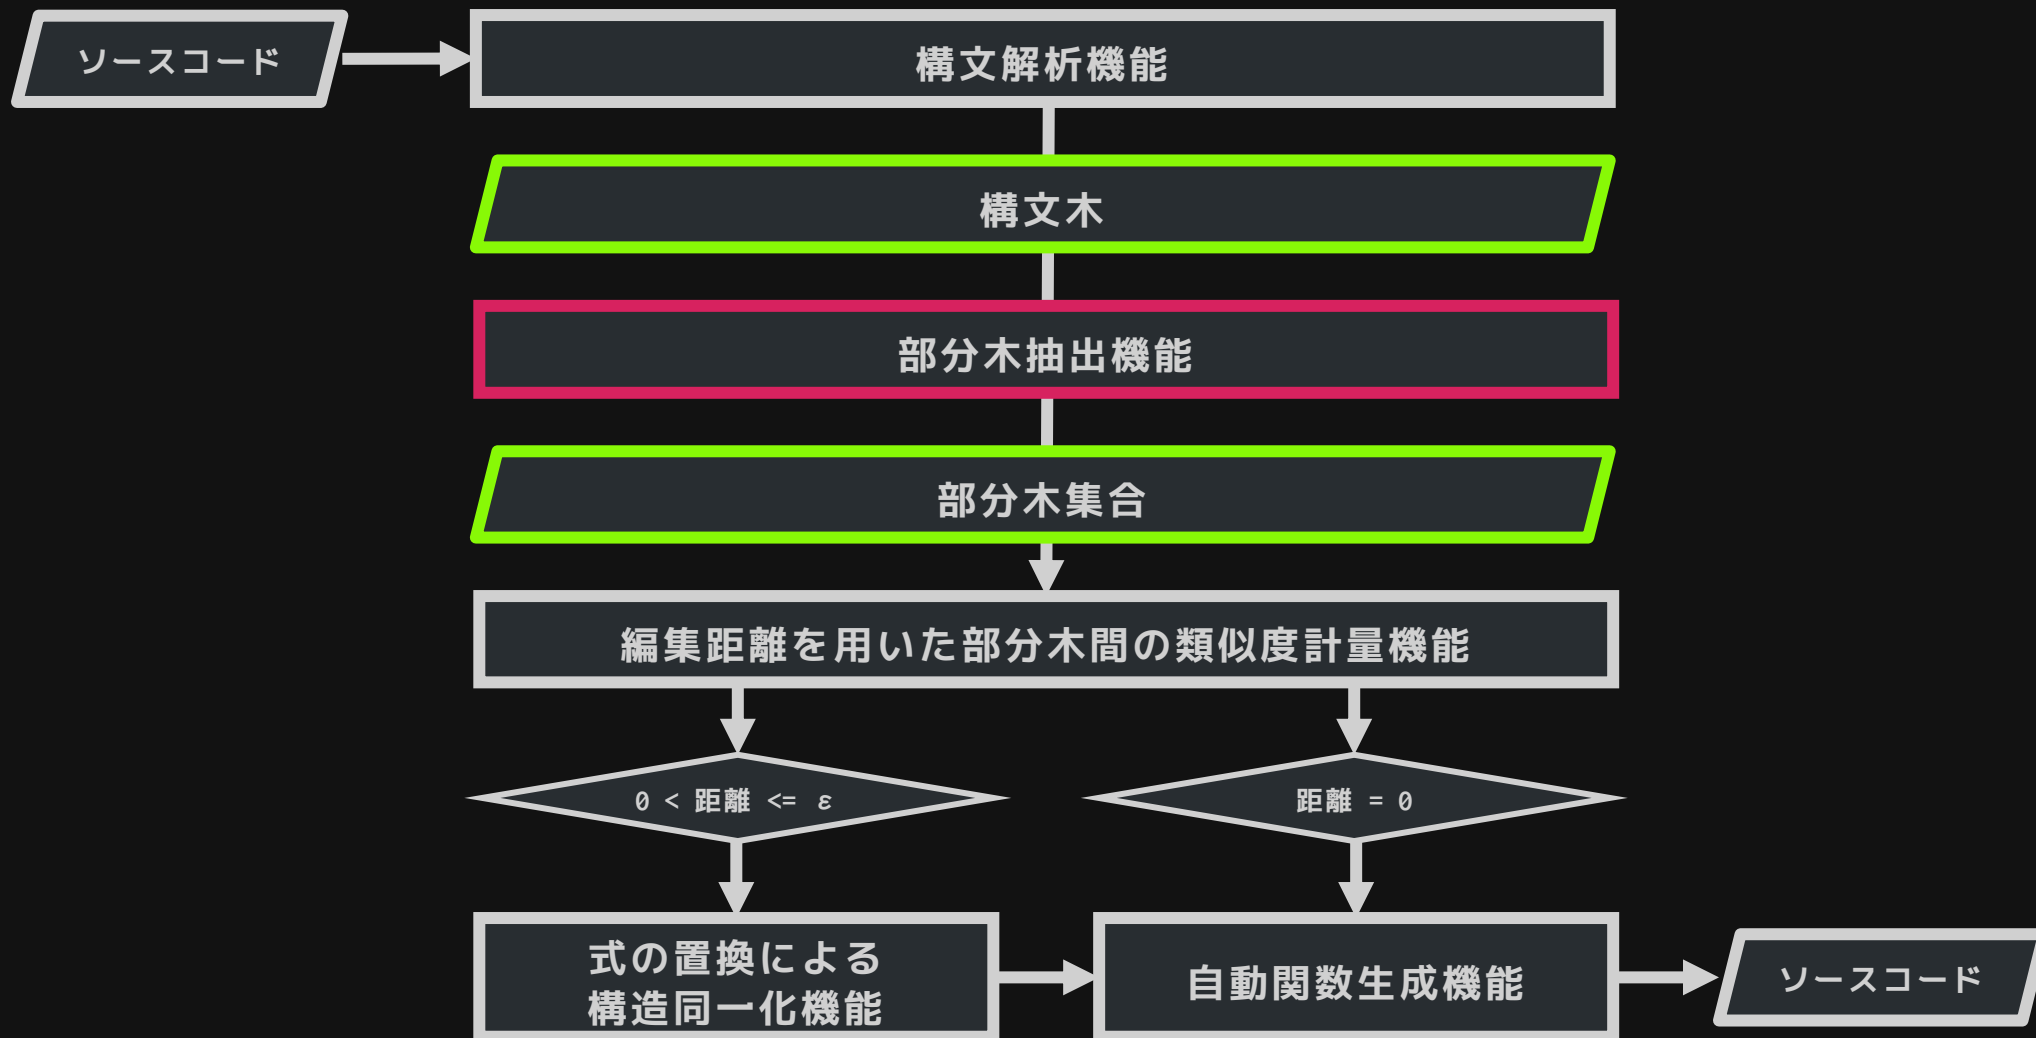 ソースコード
構文解析機能
構文木
部分木抽出機能
部分木集合
編集距離を用いた部分木間の類似度計量機能
0 < 距離 <= ε
距離 = 0
式の置換による
構造同一化機能
自動関数生成機能
ソースコード